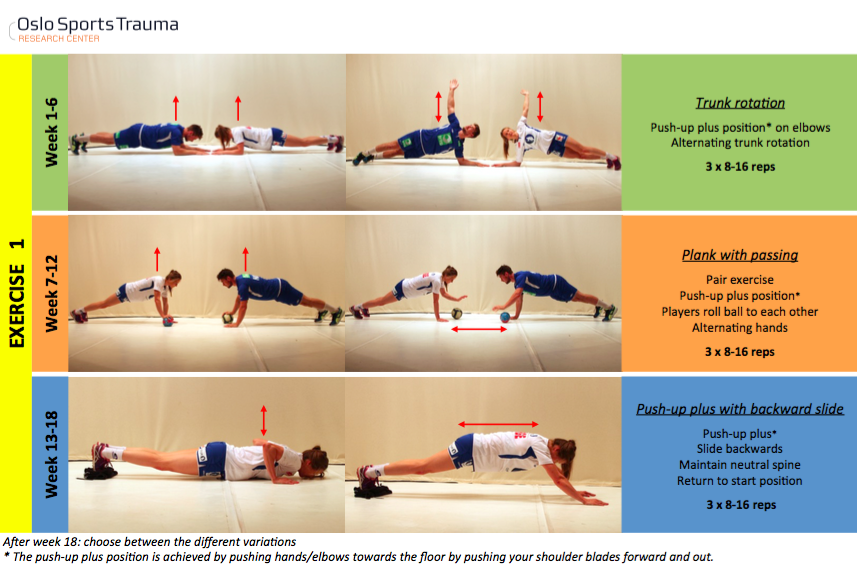 Oslo Sports Trauma
RESEARCH CENTER
EXERCISE 1
Week 1-6
Trunk rotation
Push-up plus position* on elbows
Alternating trunk rotation
3 x 8-16 reps
Week 7-12
Plank with passing
Pair exercise
Push-up plus position*
Players roll ball to each other
Alternating hands
3 x 8-16 reps
Week 13-18
Push-up plus with backward slide
Push-up plus*
Slide backwards
Maintain neutral spine
Return to start position
3 x 8-16 reps
After week 18: choose between the different variations
* The push-up plus position is achieved by pushing hands/elbows towards the floor by pushing your shoulder blades forward and out.